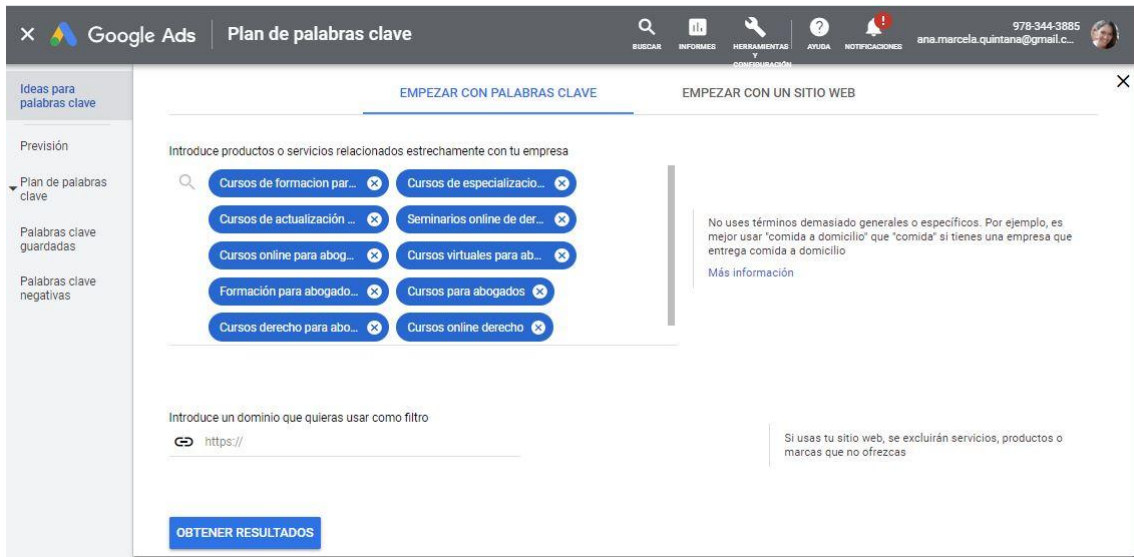 Google Ads
Plan de palabras clave
BUSCAR
INFORMES
HERRAMIENTAS
Y
CONFIGURACIÓN
AYUDA
!
NOTIFICACIONES
978-344-3885
ana.marcela.quintana@gmail.c...
Ideas para
palabras clave
Previsión
Plan de palabras
clave
Palabras clave
guardadas
Palabras clave
negativas
EMPEZAR CON PALABRAS CLAVE
EMPEZAR CON UN SITIO WEB
Introduce productos o servicios relacionados estrechamente con tu empresa
Cursos de formacion par...
Cursos de especializacio...
Cursos de actualización ...
Seminarios online de der...
Cursos online para abog...
Cursos virtuales para ab...
Formación para abogado...
Cursos para abogados
Cursos derecho para abo...
Cursos online derecho
No uses términos demasiado generales o específicos. Por ejemplo, es
mejor usar "comida a domicilio" que "comida" si tienes una empresa que
entrega comida a domicilio
Más información
Introduce un dominio que quieras usar como filtro
https://
Si usas tu sitio web, se excluirán servicios, productos o
marcas que no ofrezcas
OBTENER RESULTADOS